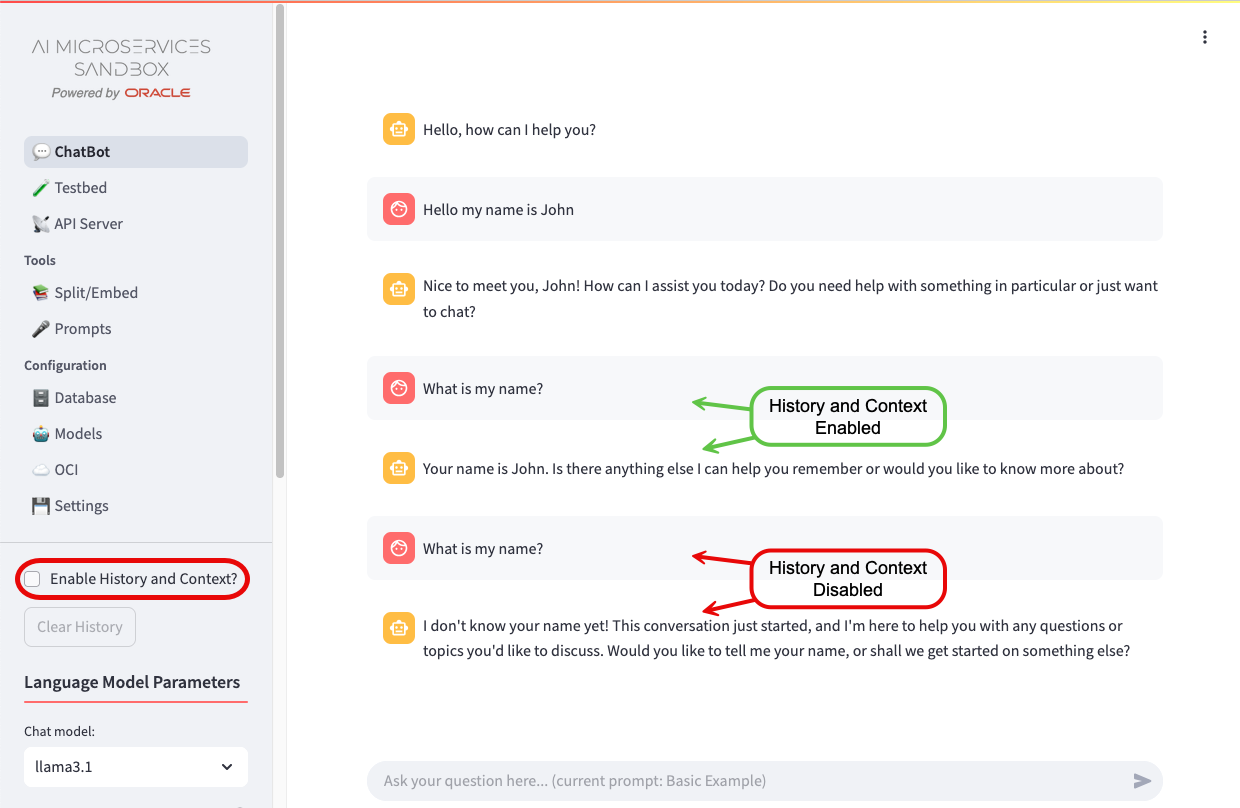 AI MICROSERVICES
SANDBOX
Powered by ORACLE
ChatBot
Testbed
API Server
Tools
Split/Embed
Prompts
Configuration
Database
Models
OCI
Settings
Enable History and Context?
Clear History
Language Model Parameters
Chat model:
llama3.1
Hello, how can I help you?
Hello my name is John
Nice to meet you, John! How can I assist you today? Do you need help with something in particular or just want
to chat?
What is my name?
History and Context
Enabled
Your name is John. Is there anything else I can help you remember or would you like to know more about?
What is my name?
History and Context
Disabled
I don't know your name yet! This conversation just started, and I'm here to help you with any questions or
topics you'd like to discuss. Would you like to tell me your name, or shall we get started on something else?
Ask your question here... (current prompt: Basic Example)